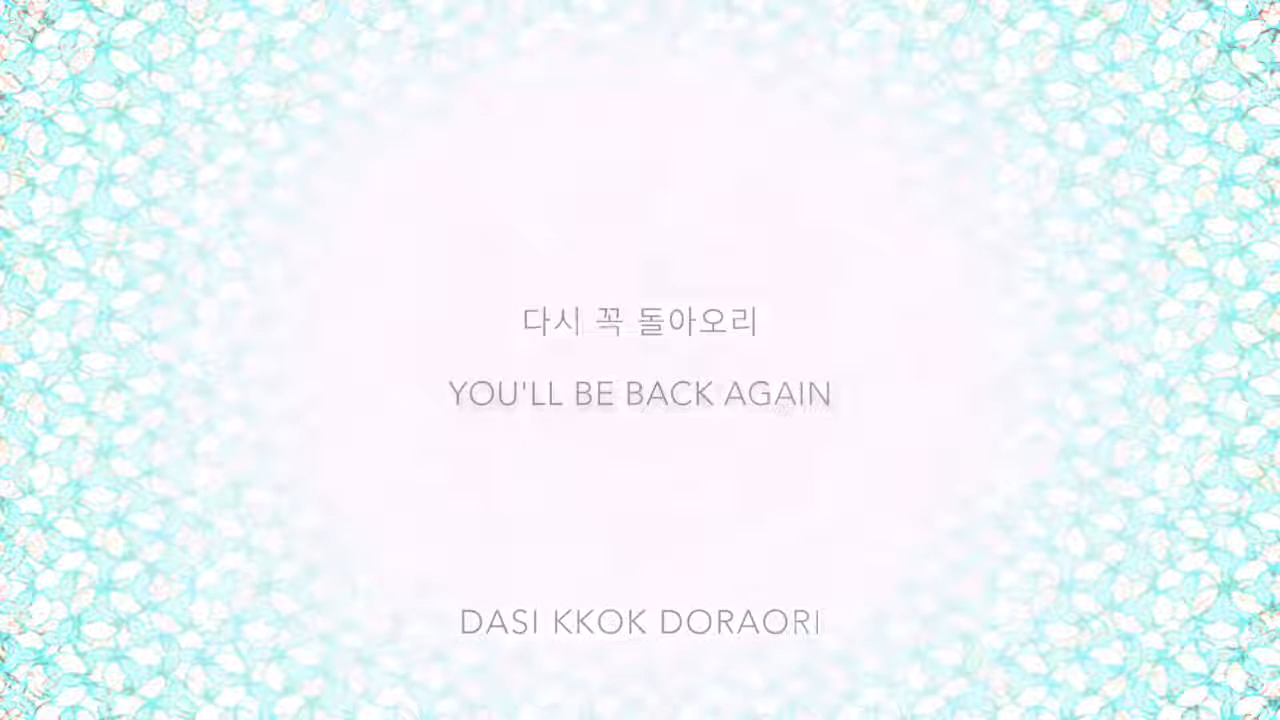 다시 꼭 돌아오리
YOU'LL BE BACK AGAIN
DASI KKOK DORAORI